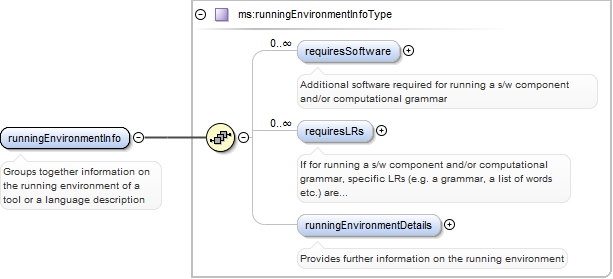 ms:runningEnvironmentInfoType
0..∞
requiresSoftware
Additional software required for running a s/w component
and/or computational grammar
0..∞
requiresLRs
If for running a s/w component and/or computational
grammar, specific LRs (e.g. a grammar, a list of words
etc.) are...
runningEnvironmentInfo
Groups together information on
the running environment of a
tool or a language description
runningEnvironmentDetails
Provides further information on the running environment